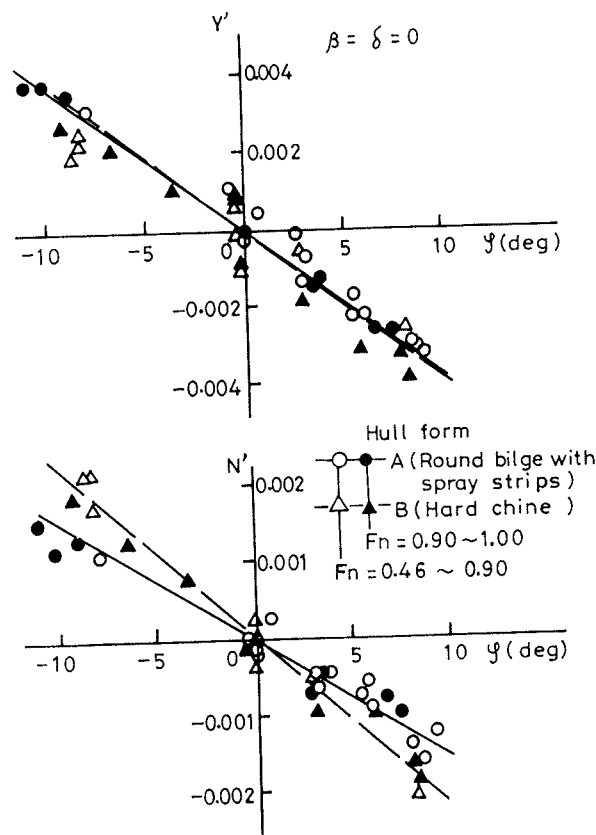 Y'
β = δ = 0
0.004
0.002
-10
-5
0
5
10
φ(deg)
-0.002
-0.004
Hull form
A (Round bilge with
spray strips)
B (Hard chine)
Fn = 0.90 ~ 1.00
Fn = 0.46 ~ 0.90
N'
0.002
0.001
-10
-5
0
5
10
φ(deg)
-0.001
-0.002